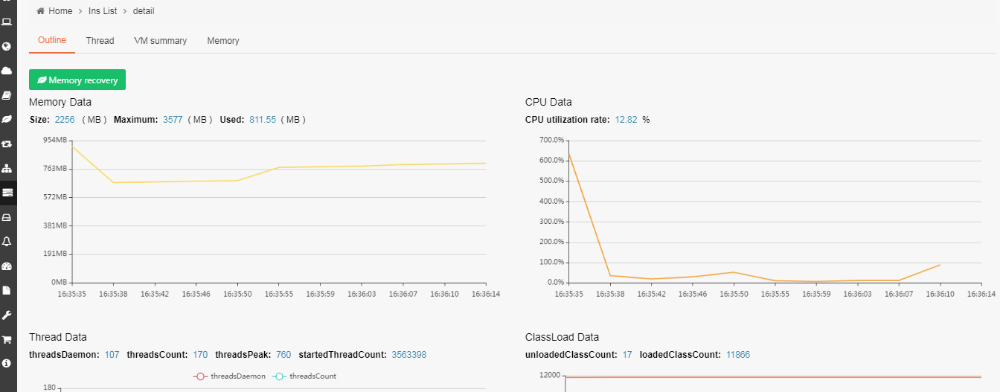 Home > Ins List > detail
Outline Thread VM summary Memory
Memory recovery
Memory Data
Size: 2256 ( MB ) Maximum: 3577 ( MB ) Used: 811.55 ( MB )
954MB
763MB
572MB
381MB
191MB
0MB
16:35:35 16:35:38 16:35:42 16:35:46 16:35:50 16:35:55 16:35:59 16:36:03 16:36:07 16:36:10 16:36:14
CPU Data
CPU utilization rate: 12.82 %
700.0%
600.0%
500.0%
400.0%
300.0%
200.0%
100.0%
0.0%
16:35:35 16:35:38 16:35:42 16:35:46 16:35:50 16:35:55 16:35:59 16:36:03 16:36:07 16:36:10 16:36:14
Thread Data
threadsDaemon: 107 threadsCount: 170 threadsPeak: 760 startedThreadCount: 3563398
threadsDaemon threadsCount
180
ClassLoad Data
unloadedClassCount: 17 loadedClassCount: 11866
12000